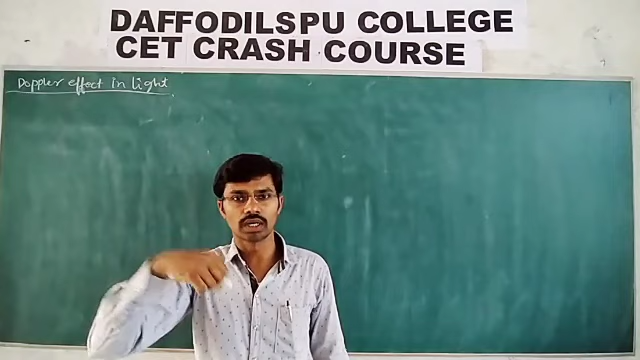 DAFFODILSPU COLLEGE
CET CRASH COURSE
Doppler effect in light